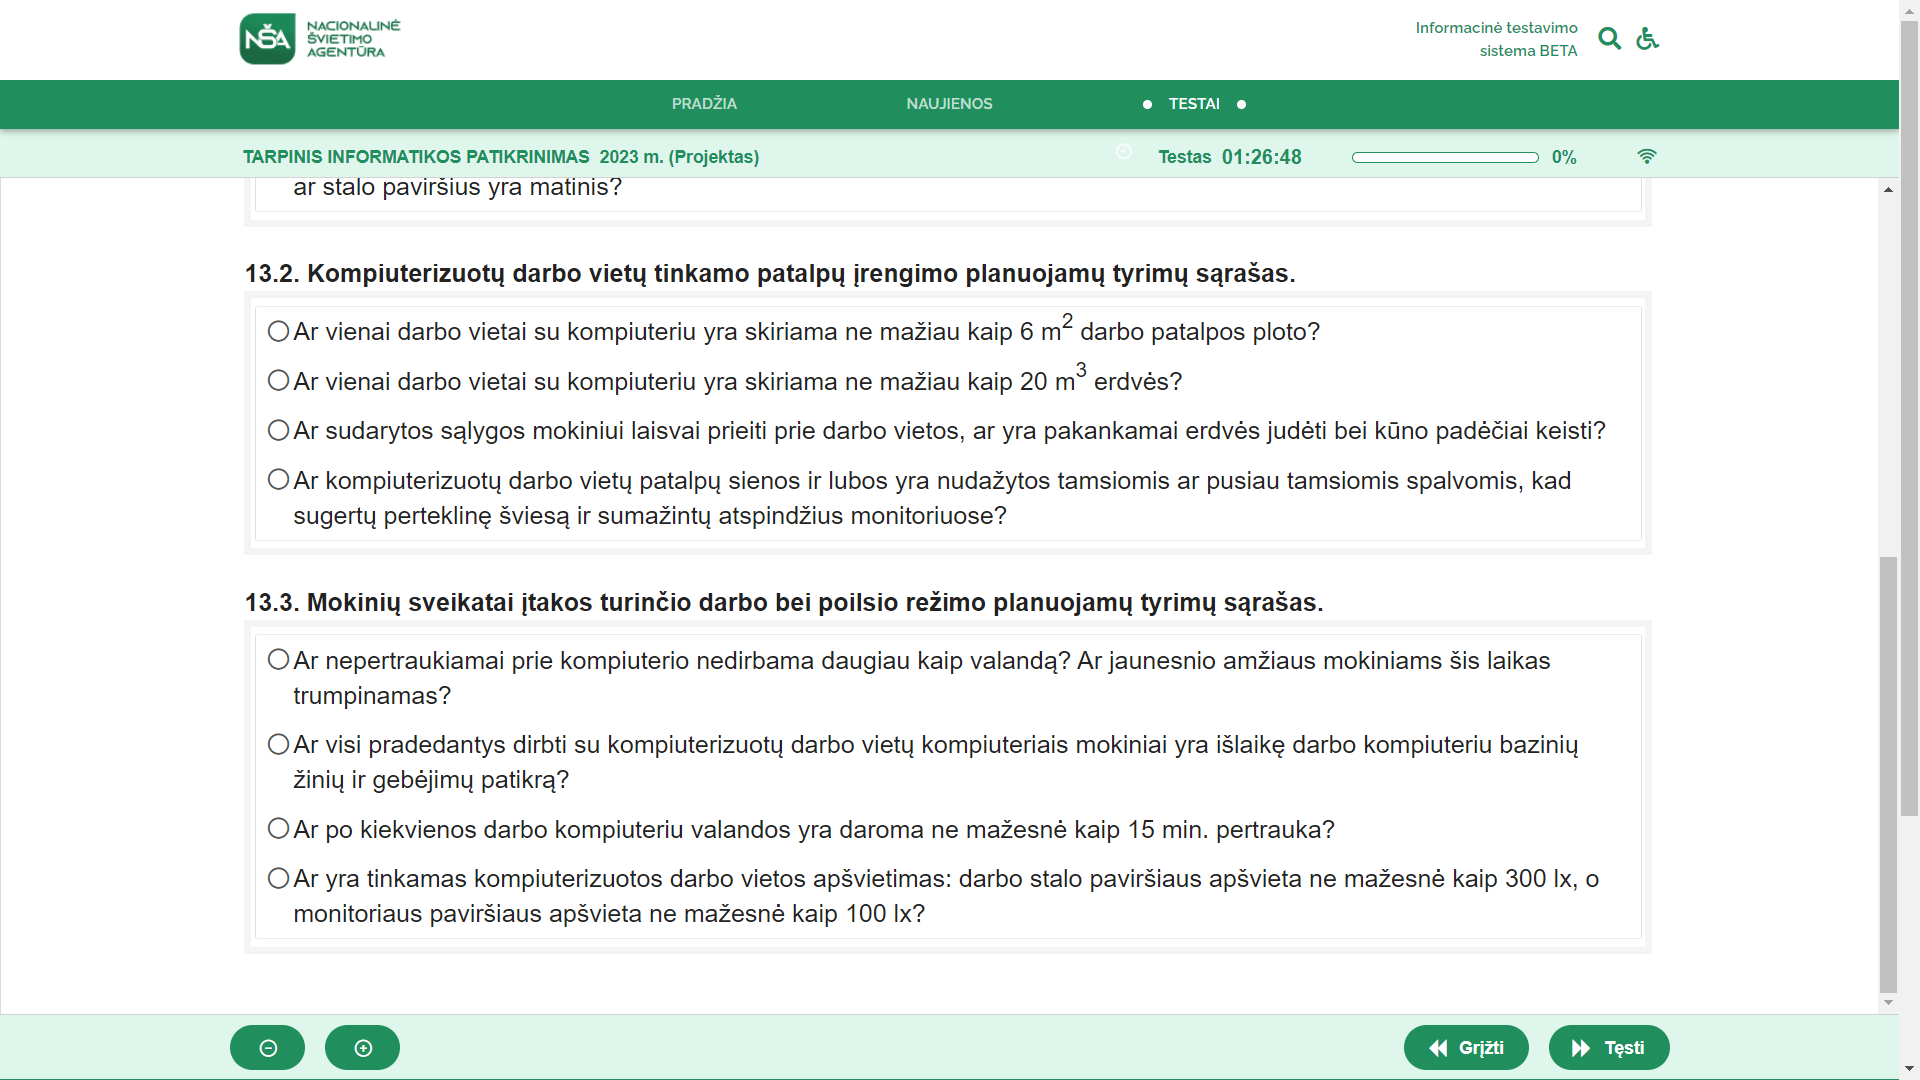 NŠA
NACIONALINĖ
ŠVIETIMO
AGENTŪRA
Informacinė testavimo
sistema BETA
PRADŽIA
NAUJIENOS
TESTAI
TARPINIS INFORMATIKOS PATIKRINIMAS 2023 m. (Projektas)
Testas 01:26:48
0%
ar stalo paviršius yra matinis?
13.2. Kompiuterizuotų darbo vietų tinkamo patalpų įrengimo planuojamų tyrimų sąrašas.
Ar vienai darbo vietai su kompiuteriu yra skiriama ne mažiau kaip 6 m² darbo patalpos ploto?
Ar vienai darbo vietai su kompiuteriu yra skiriama ne mažiau kaip 20 m³ erdvės?
Ar sudarytos sąlygos mokiniui laisvai prieiti prie darbo vietos, ar yra pakankamai erdvės judėti bei kūno padėčiai keisti?
Ar kompiuterizuotų darbo vietų patalpų sienos ir lubos yra nudažytos tamsiomis ar pusiau tamsiomis spalvomis, kad
sugertų perteklinę šviesą ir sumažintų atspindžius monitoriuose?
13.3. Mokinių sveikatai įtakos turinčio darbo bei poilsio režimo planuojamų tyrimų sąrašas.
Ar nepertraukiamai prie kompiuterio nedirbama daugiau kaip valandą? Ar jaunesnio amžiaus mokiniams šis laikas
trumpinamas?
Ar visi pradedantys dirbti su kompiuterizuotų darbo vietų kompiuteriais mokiniai yra išlaikę darbo kompiuteriu bazinių
žinių ir gebėjimų patikrą?
Ar po kiekvienos darbo kompiuteriu valandos yra daroma ne mažesnė kaip 15 min. pertrauka?
Ar yra tinkamas kompiuterizuotos darbo vietos apšvietimas: darbo stalo paviršiaus apšvieta ne mažesnė kaip 300 lx, o
monitoriaus paviršiaus apšvieta ne mažesnė kaip 100 lx?
Grįžti
Tęsti